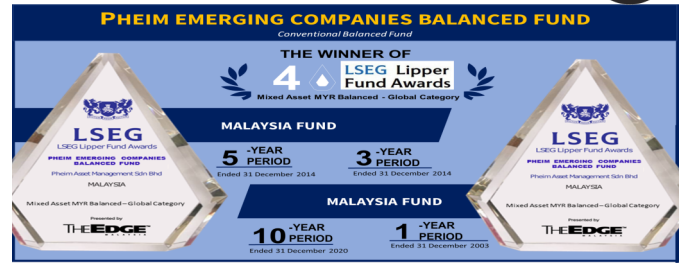 PHEIM EMERGING COMPANIES BALANCED FUND
Conventional Balanced Fund
THE WINNER OF
4 LSEG Lipper
Fund Awards
Mixed Asset MYR Balanced - Global Category
LSEG
LSEG Lipper Fund Awards
PHEIM EMERGING COMPANIES
BALANCED FUND
Pheim Asset Management Sdn Bhd
MALAYSIA
Mixed Asset MYR Balanced—Global Category
Presented by
THE EDGE
MALAYSIA
MALAYSIA FUND
5 -YEAR
PERIOD
Ended 31 December 2014
3 -YEAR
PERIOD
Ended 31 December 2014
MALAYSIA FUND
10 -YEAR
PERIOD
Ended 31 December 2020
1 -YEAR
PERIOD
Ended 31 December 2003
LSEG
LSEG Lipper Fund Awards
PHEIM EMERGING COMPANIES
BALANCED FUND
Pheim Asset Management Sdn Bhd
MALAYSIA
Mixed Asset MYR Balanced—Global Category
Presented by
THE EDGE
MALAYSIA